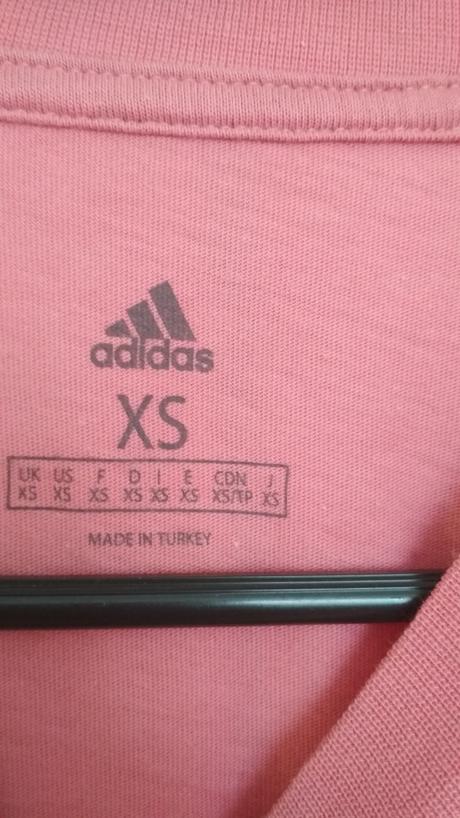 adidas
XS
UK US F D I E CDN J
XS XS XS XS XS XS XS/TP XS
MADE IN TURKEY